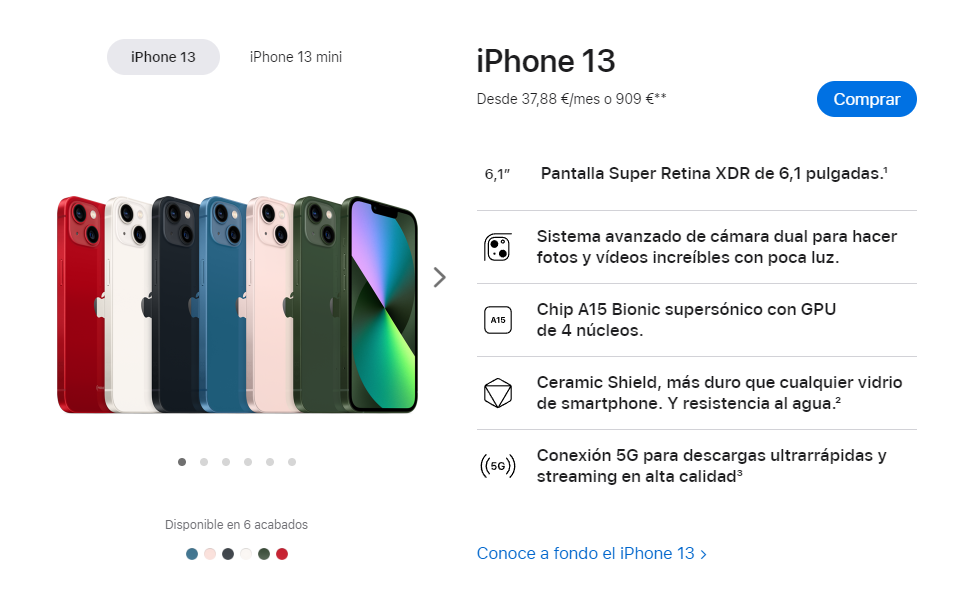 iPhone 13
iPhone 13 mini
Disponible en 6 acabados
iPhone 13
Desde 37,88 €/mes o 909 €**
Comprar
6,1” Pantalla Super Retina XDR de 6,1 pulgadas.¹
Sistema avanzado de cámara dual para hacer
fotos y vídeos increíbles con poca luz.
A15
Chip A15 Bionic supersónico con GPU
de 4 núcleos.
Ceramic Shield, más duro que cualquier vidrio
de smartphone. Y resistencia al agua.²
5G
Conexión 5G para descargas ultrarrápidas y
streaming en alta calidad³
Conoce a fondo el iPhone 13 >